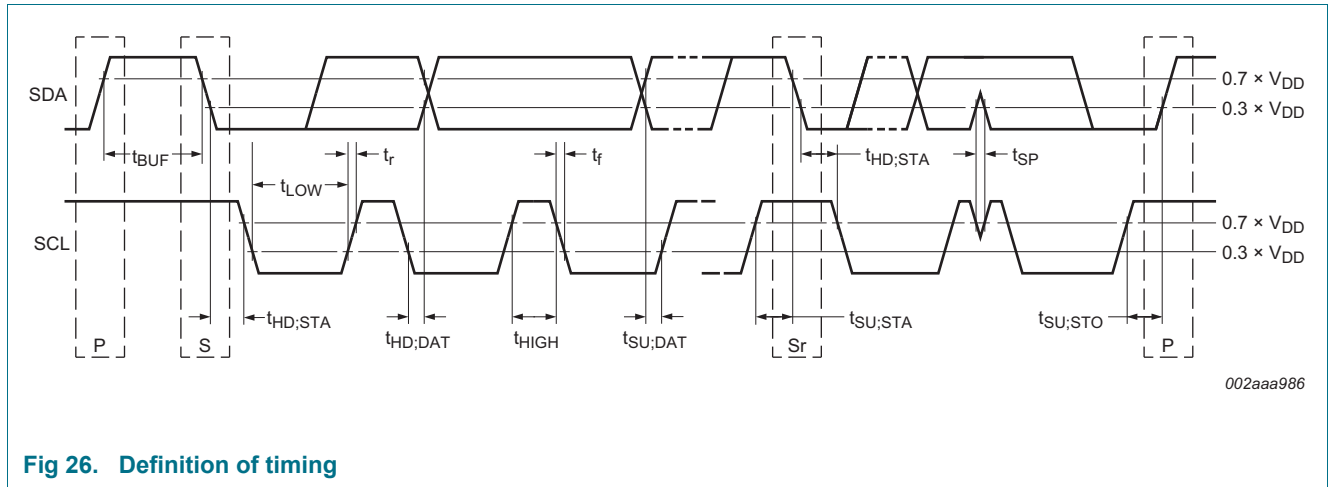 SDA
0.7 × VDD
0.3 × VDD
tBUF
tLOW
tr
tf
tHD;STA
tSP
SCL
0.7 × VDD
0.3 × VDD
tHD;STA
tHD;DAT
tHIGH
tSU;DAT
tSU;STA
tSU;STO
P
S
Sr
P
002aaa986
Fig 26. Definition of timing